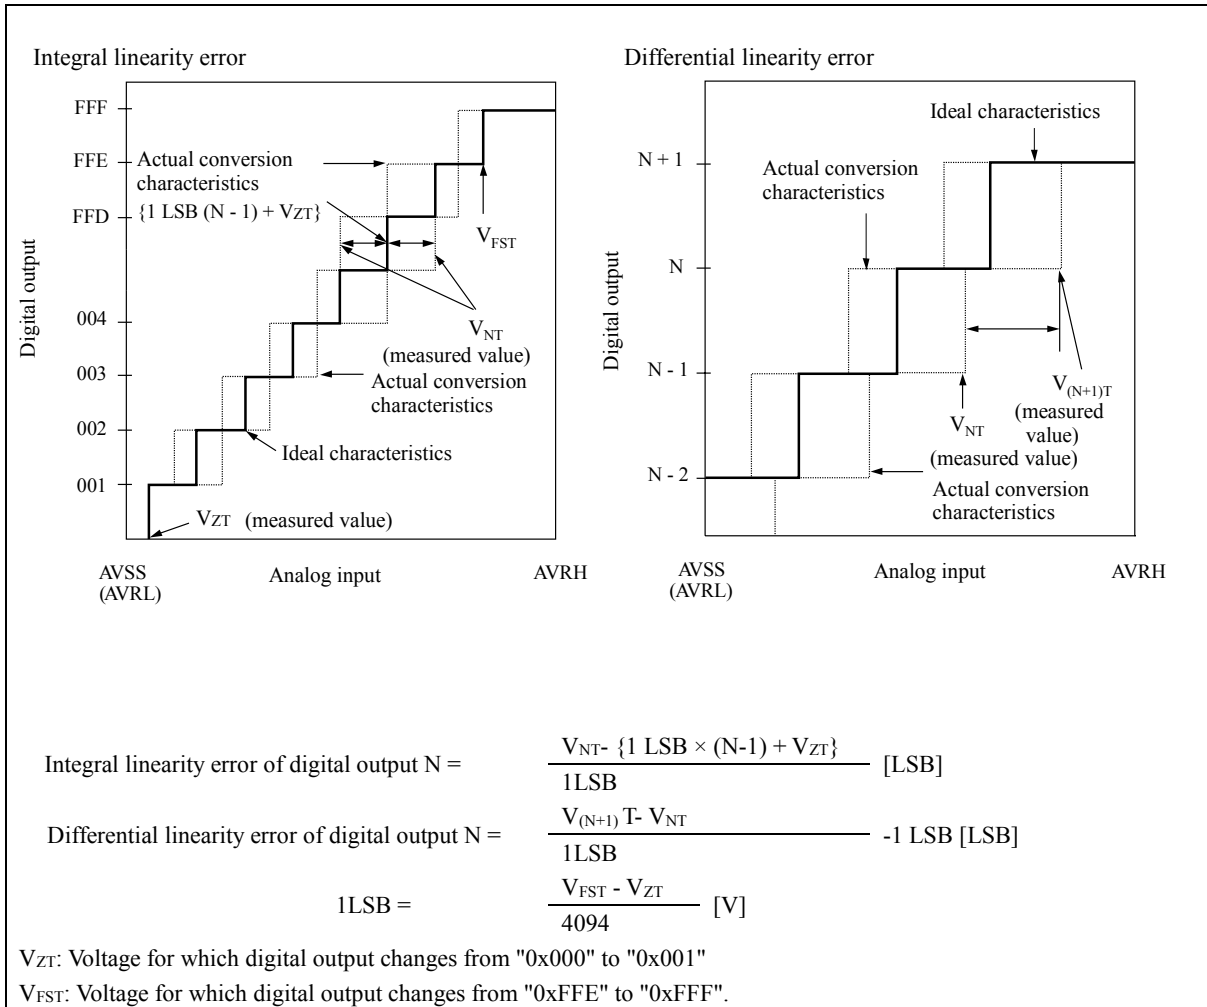 Integral linearity error
FFF
FFE
FFD
004
003
002
001
Digital output
Actual conversion
characteristics
{1 LSB (N - 1) + VZT}
VFST
VNT
(measured value)
Actual conversion
characteristics
Ideal characteristics
VZT (measured value)
AVSS
(AVRL)
Analog input
AVRH
Differential linearity error
N + 1
N
N - 1
N - 2
Digital output
Ideal characteristics
Actual conversion
characteristics
V(N+1)T
(measured
value)
VNT
(measured value)
Actual conversion
characteristics
AVSS
(AVRL)
Analog input
AVRH
Integral linearity error of digital output N =
VNT- {1 LSB × (N-1) + VZT}
1LSB
[LSB]
Differential linearity error of digital output N =
V(N+1) T- VNT
1LSB
-1 LSB [LSB]
1LSB =
VFST - VZT
4094
[V]
VZT: Voltage for which digital output changes from "0x000" to "0x001"
VFST: Voltage for which digital output changes from "0xFFE" to "0xFFF".